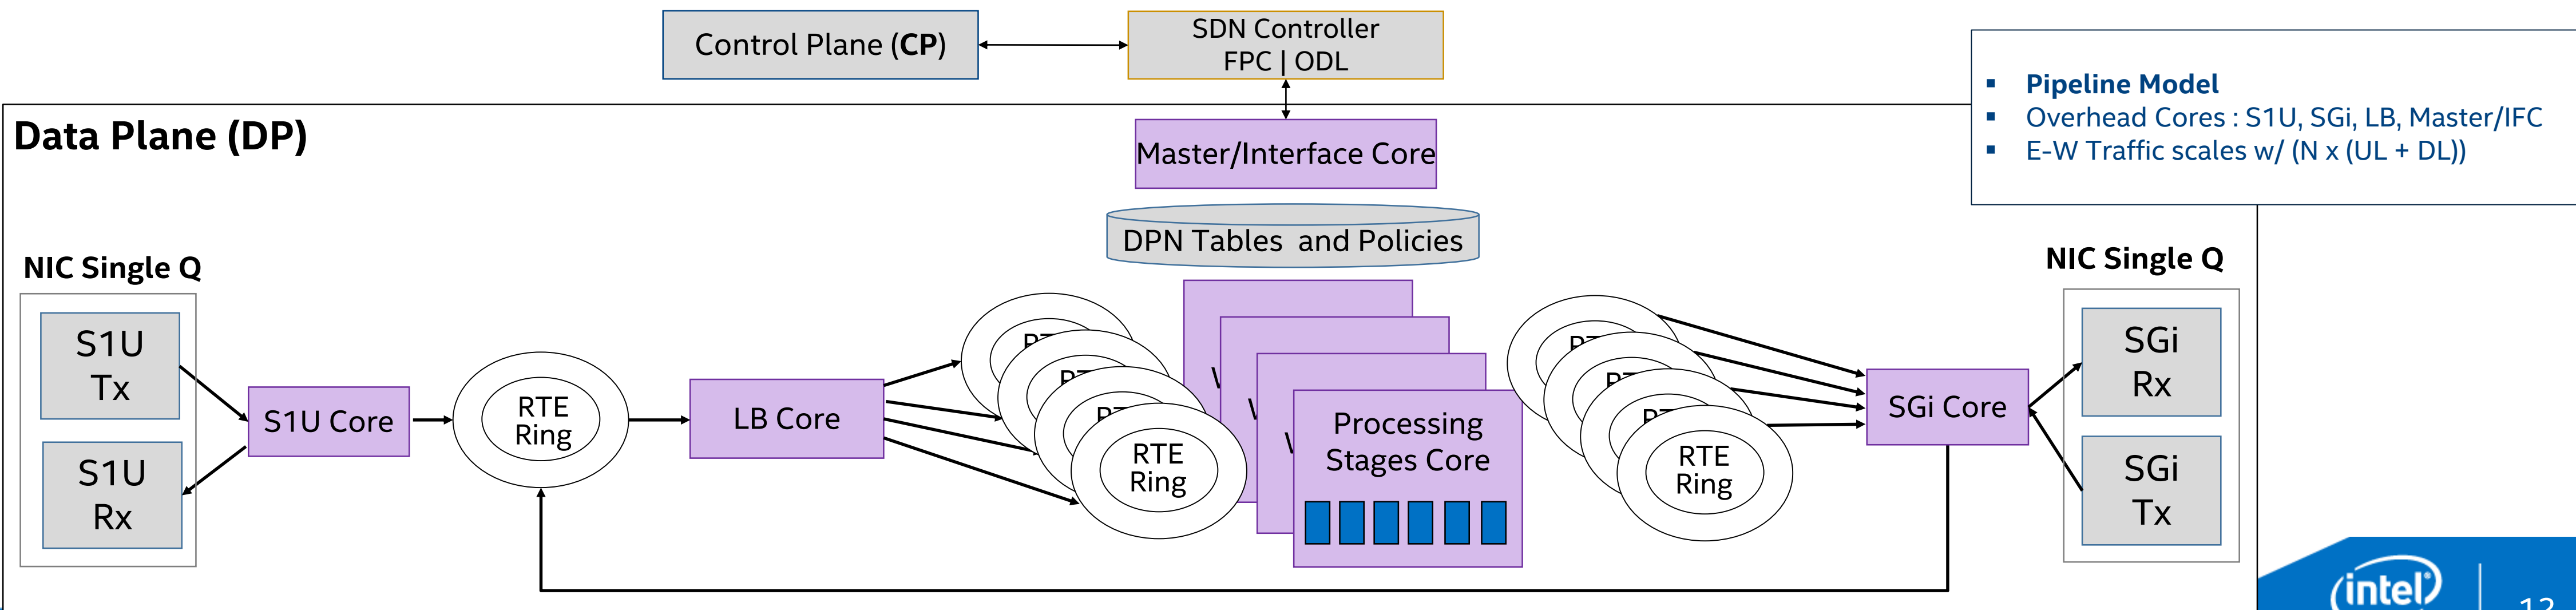 Control Plane (CP)
SDN Controller
FPC | ODL
▪ Pipeline Model
▪ Overhead Cores : S1U, SGi, LB, Master/IFC
▪ E-W Traffic scales w/ (N x (UL + DL))
Data Plane (DP)
Master/Interface Core
DPN Tables and Policies
NIC Single Q
S1U
Tx
S1U
Rx
S1U Core
RTE
Ring
LB Core
RTE
Ring
Processing
Stages Core
RTE
Ring
SGi Core
NIC Single Q
SGi
Rx
SGi
Tx
intel